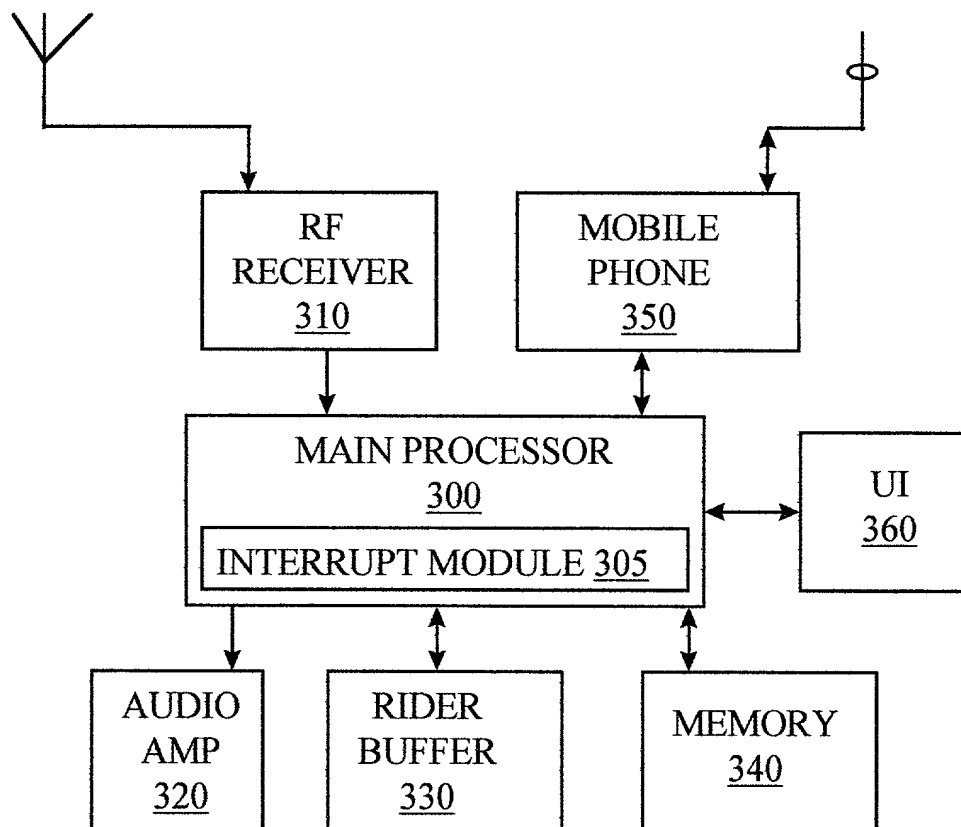 RF
RECEIVER
310
MOBILE
PHONE
350
MAIN PROCESSOR
300
INTERRUPT MODULE 305
UI
360
AUDIO
AMP
320
RIDER
BUFFER
330
MEMORY
340